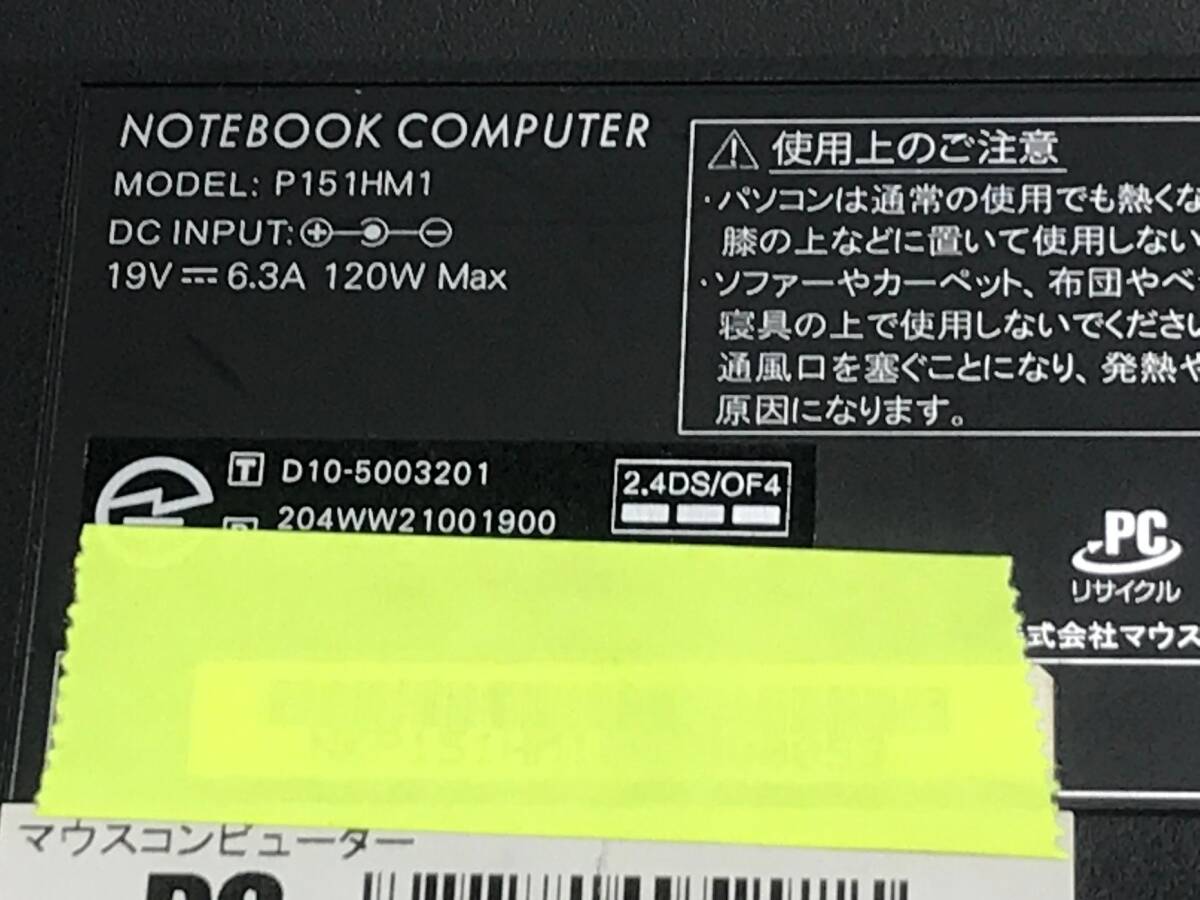 NOTEBOOK COMPUTER
MODEL: P151HM1
DC INPUT:
19V 6.3A 120W Max
使用上のご注意
・パソコンは通常の使用でも熱くな
膝の上などに置いて使用しない
・ソファーやカーペット、布団やベ
寝具の上で使用しないでくださ
通風口を塞ぐことになり、発熱や
原因になります。
T D10-5003201
204WW21001900
2.4DS/OF4
PC
リサイクル
式会社マウス
マウスコンピューター